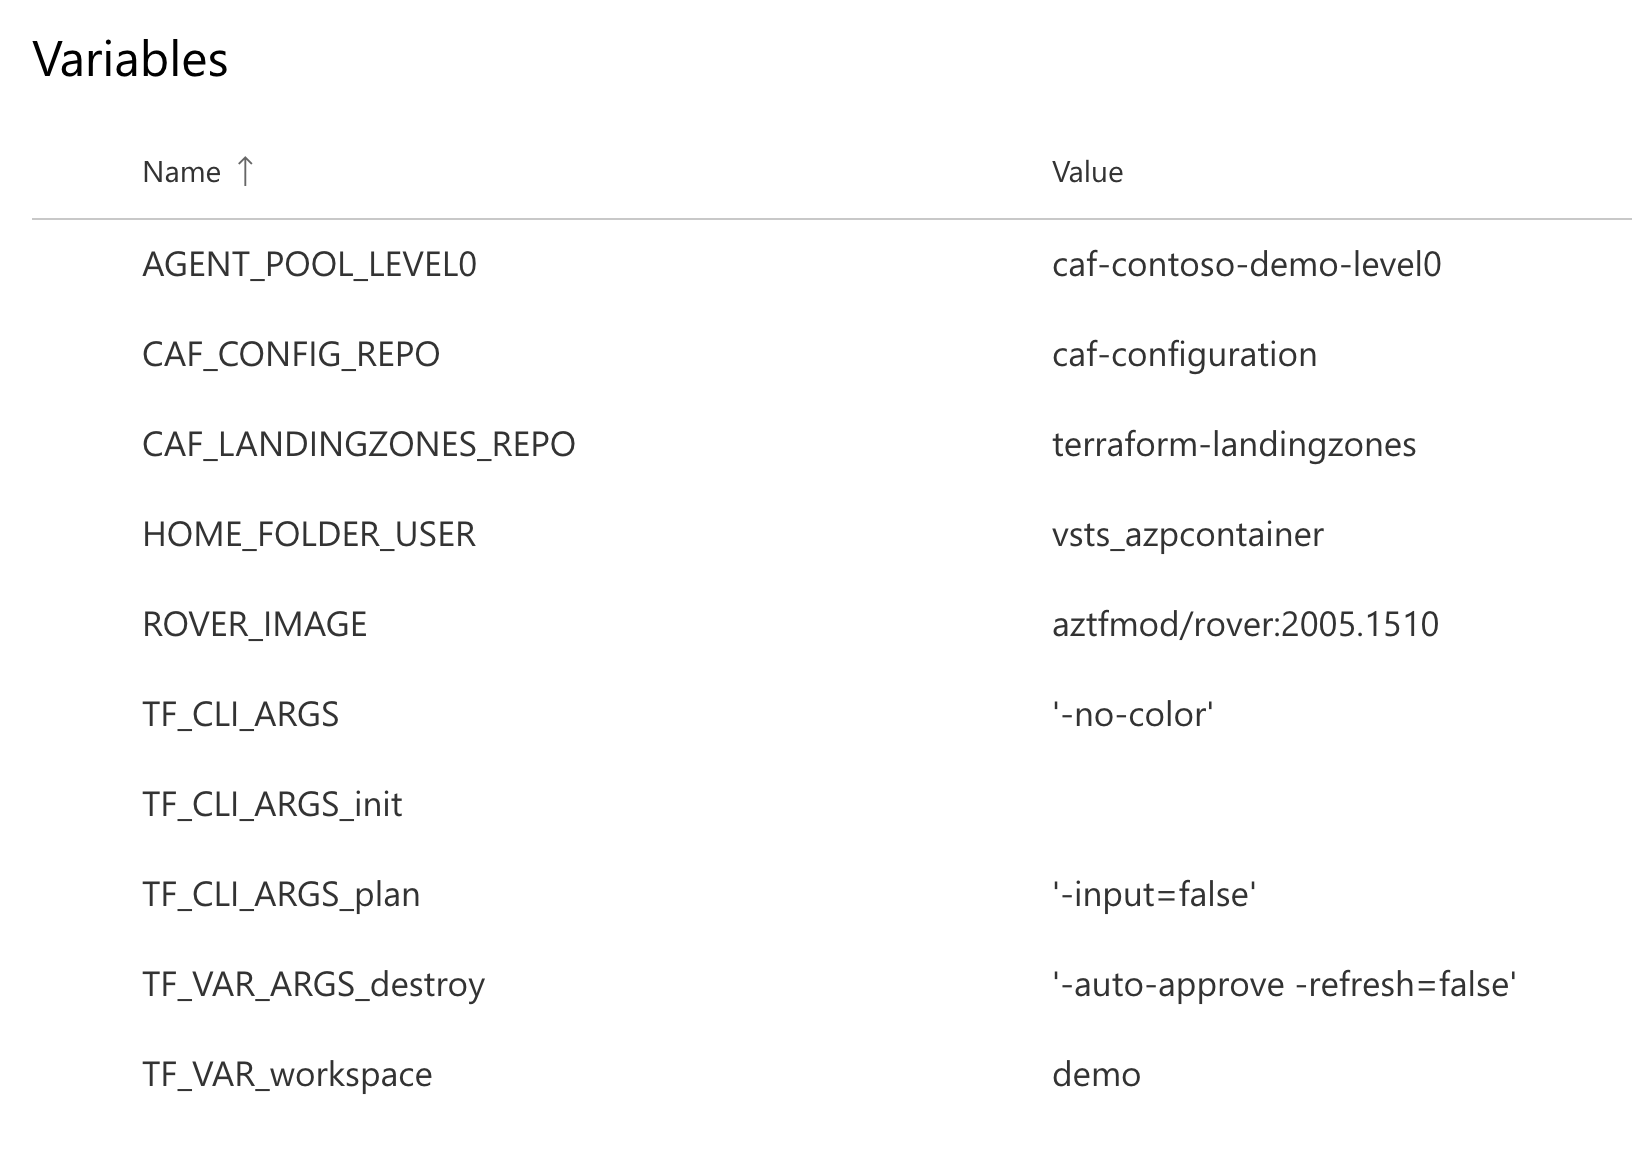 Variables
Name ↑ Value
AGENT_POOL_LEVEL0 caf-contoso-demo-level0
CAF_CONFIG_REPO caf-configuration
CAF_LANDINGZONES_REPO terraform-landingzones
HOME_FOLDER_USER vsts_azpcontainer
ROVER_IMAGE aztfmod/rover:2005.1510
TF_CLI_ARGS '-no-color'
TF_CLI_ARGS_init
TF_CLI_ARGS_plan '-input=false'
TF_VAR_ARGS_destroy '-auto-approve -refresh=false'
TF_VAR_workspace demo